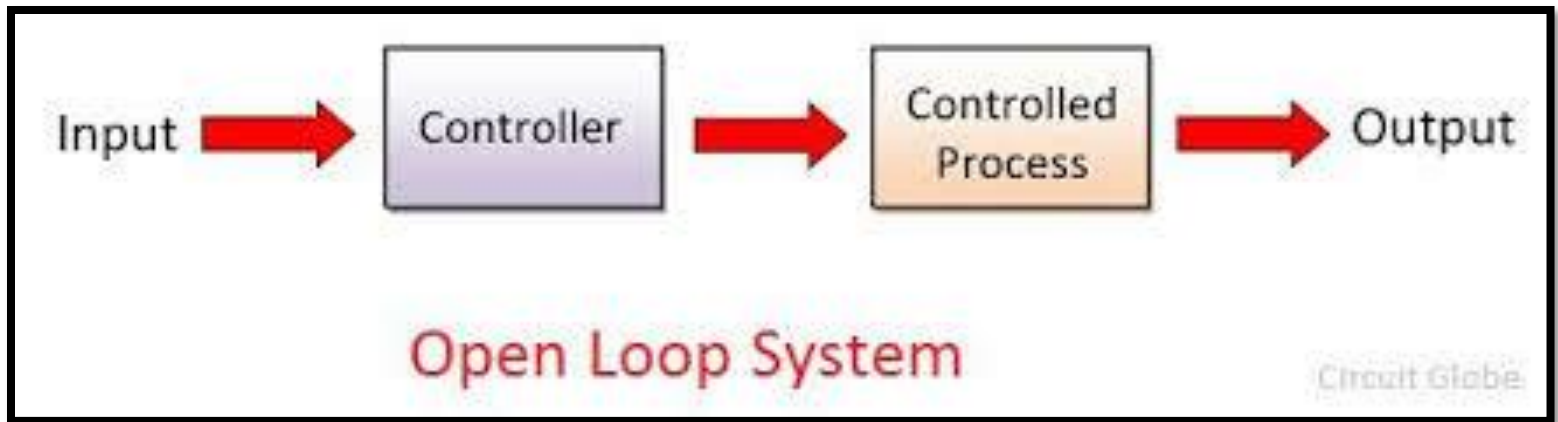 Input
Controller
Controlled
Process
Output
Open Loop System
Circuit Globe